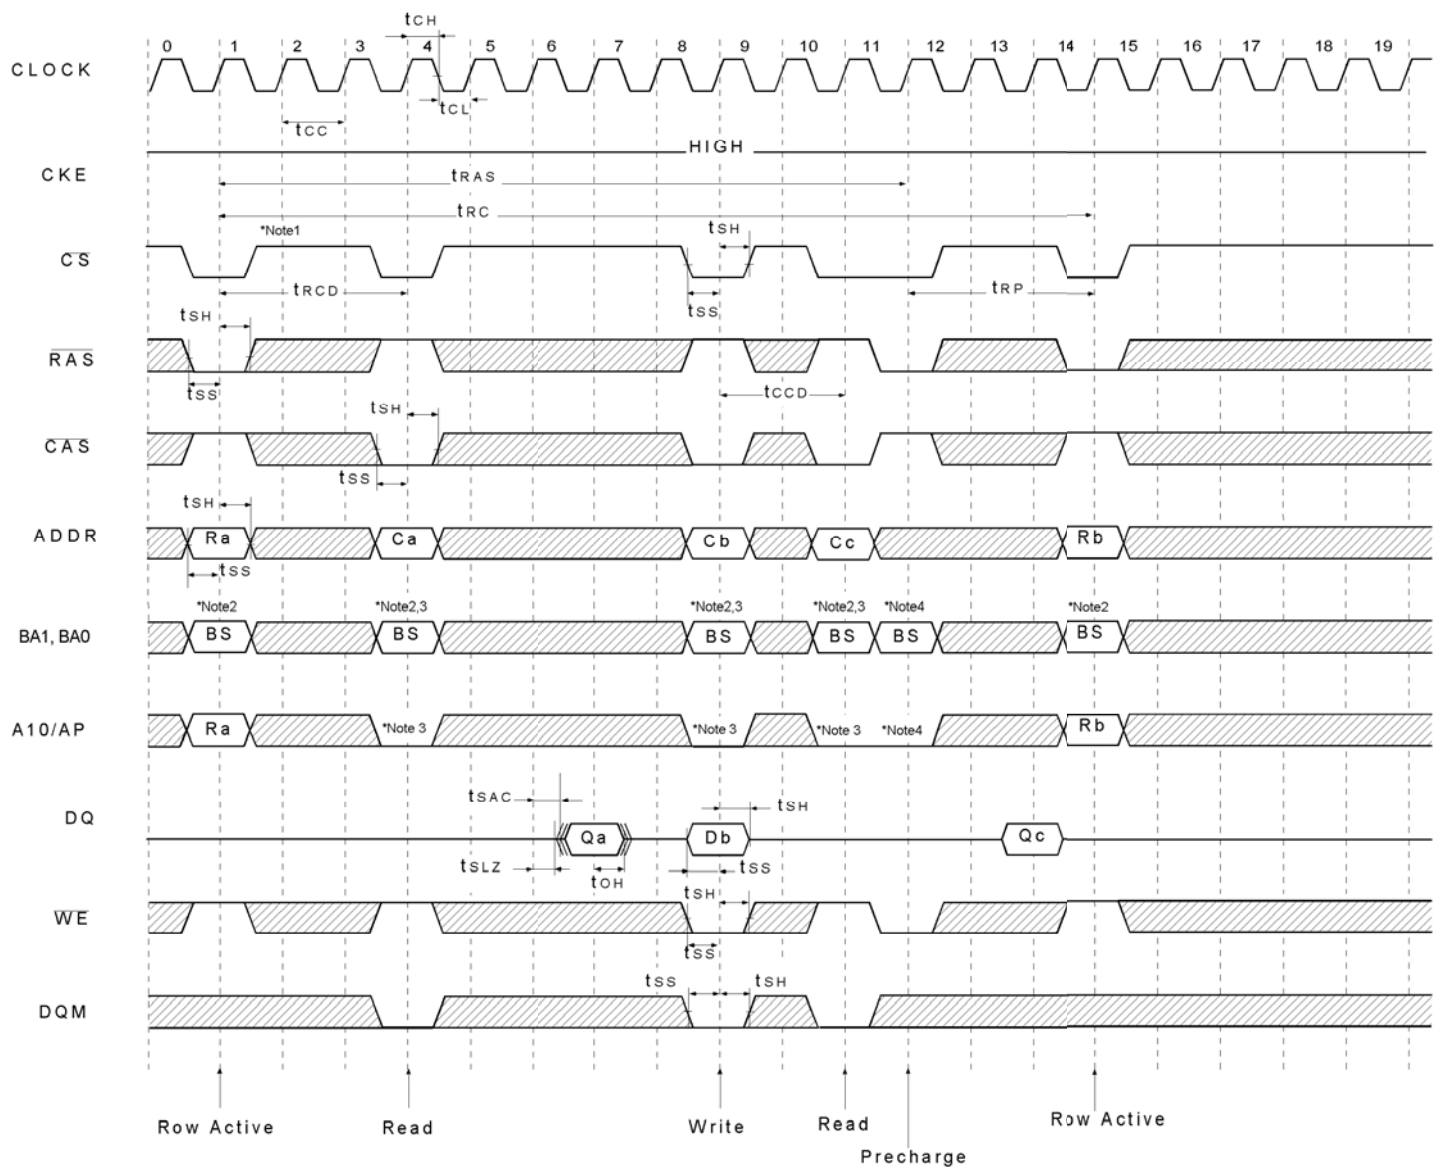 tCH
0 1 2 3 4 5 6 7 8 9 10 11 12 13 14 15 16 17 18 19
CLOCK
tCL
tCC
HIGH
CKE
tRAS
tRC
*Note1
tSH
CS
tRCD
tRP
tSS
tSH
RAS
tSS
tCCD
tSH
CAS
tSS
tSH
ADDR
Ra Ca Cb Cc Rb
tSS
*Note2 *Note2,3 *Note2,3 *Note2,3 *Note4 *Note2
BA1, BA0
BS BS BS BS BS BS
A10/AP
Ra *Note 3 *Note 3 *Note 3 *Note4 Rb
tSAC
tSH
DQ
Qa Db Qc
tSLZ
tOH
tSS
tSH
WE
tSS
tSS
tSH
DQM
Row Active Read Write Read Row Active
Precharge